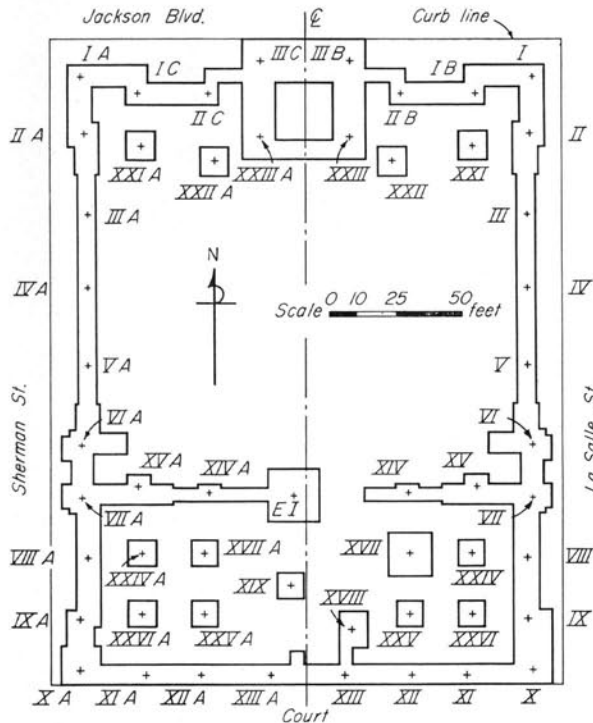 Jackson Blvd. ℄ Curb line
I A III C III B I
I C I B
II C II B
II A II
XXI A XXIII A XXIII XXI
XXII A XXII
III A III
N
IV A IV
Scale 0 10 25 50 feet
V A V
Sherman St. La Salle St.
VI A VI
XV A XIV A XIV XV
E I
VII A VII
VIII A XVII A XVII VIII
XXIV A XIX XXIV
XVIII
IX A IX
XXVI A XXV A XXV XXVI
X A XI A XII A XIII A XIII XII XI X
Court